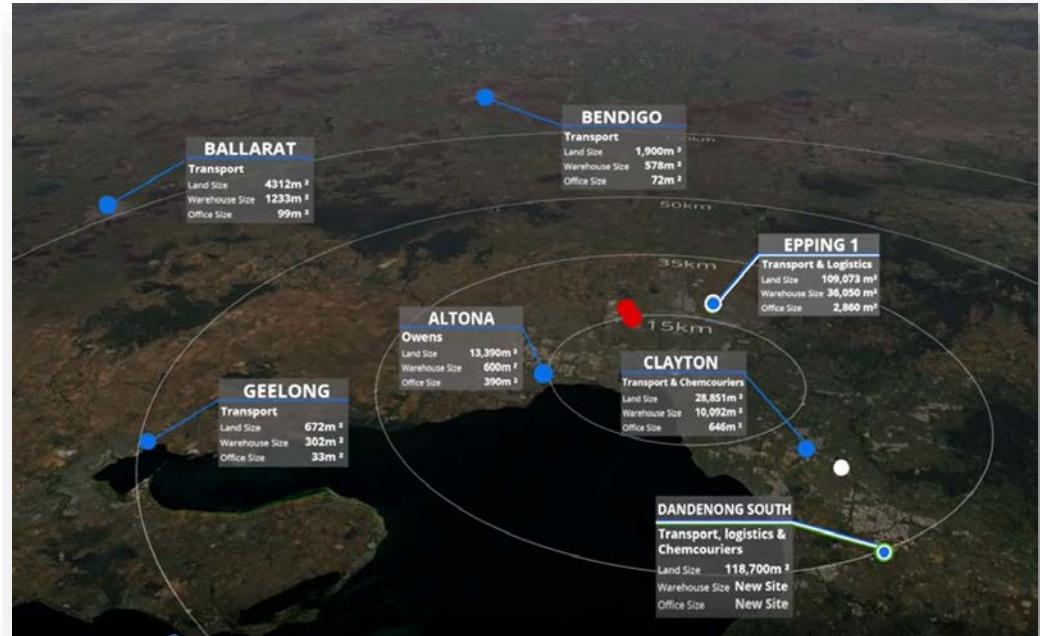 BENDIGO
Transport
Land Size 1,900m ²
Warehouse Size 578m ²
Office Size 72m ²
BALLARAT
Transport
Land Size 4312m ²
Warehouse Size 1233m ²
Office Size 99m ²
50km
EPPING 1
Transport & Logistics
Land Size 109,073 m²
Warehouse Size 36,050 m²
Office Size 2,860 m²
35km
ALTONA
Owens
Land Size 13,390m ²
Warehouse Size 600m ²
Office Size 390m ²
15km
CLAYTON
Transport & Chemcouriers
Land Size 28,851m ²
Warehouse Size 10,092m ²
Office Size 646m ²
GEELONG
Transport
Land Size 672m ²
Warehouse Size 302m ²
Office Size 33m ²
DANDENONG SOUTH
Transport, logistics &
Chemcouriers
Land Size 118,700m ²
Warehouse Size New Site
Office Size New Site